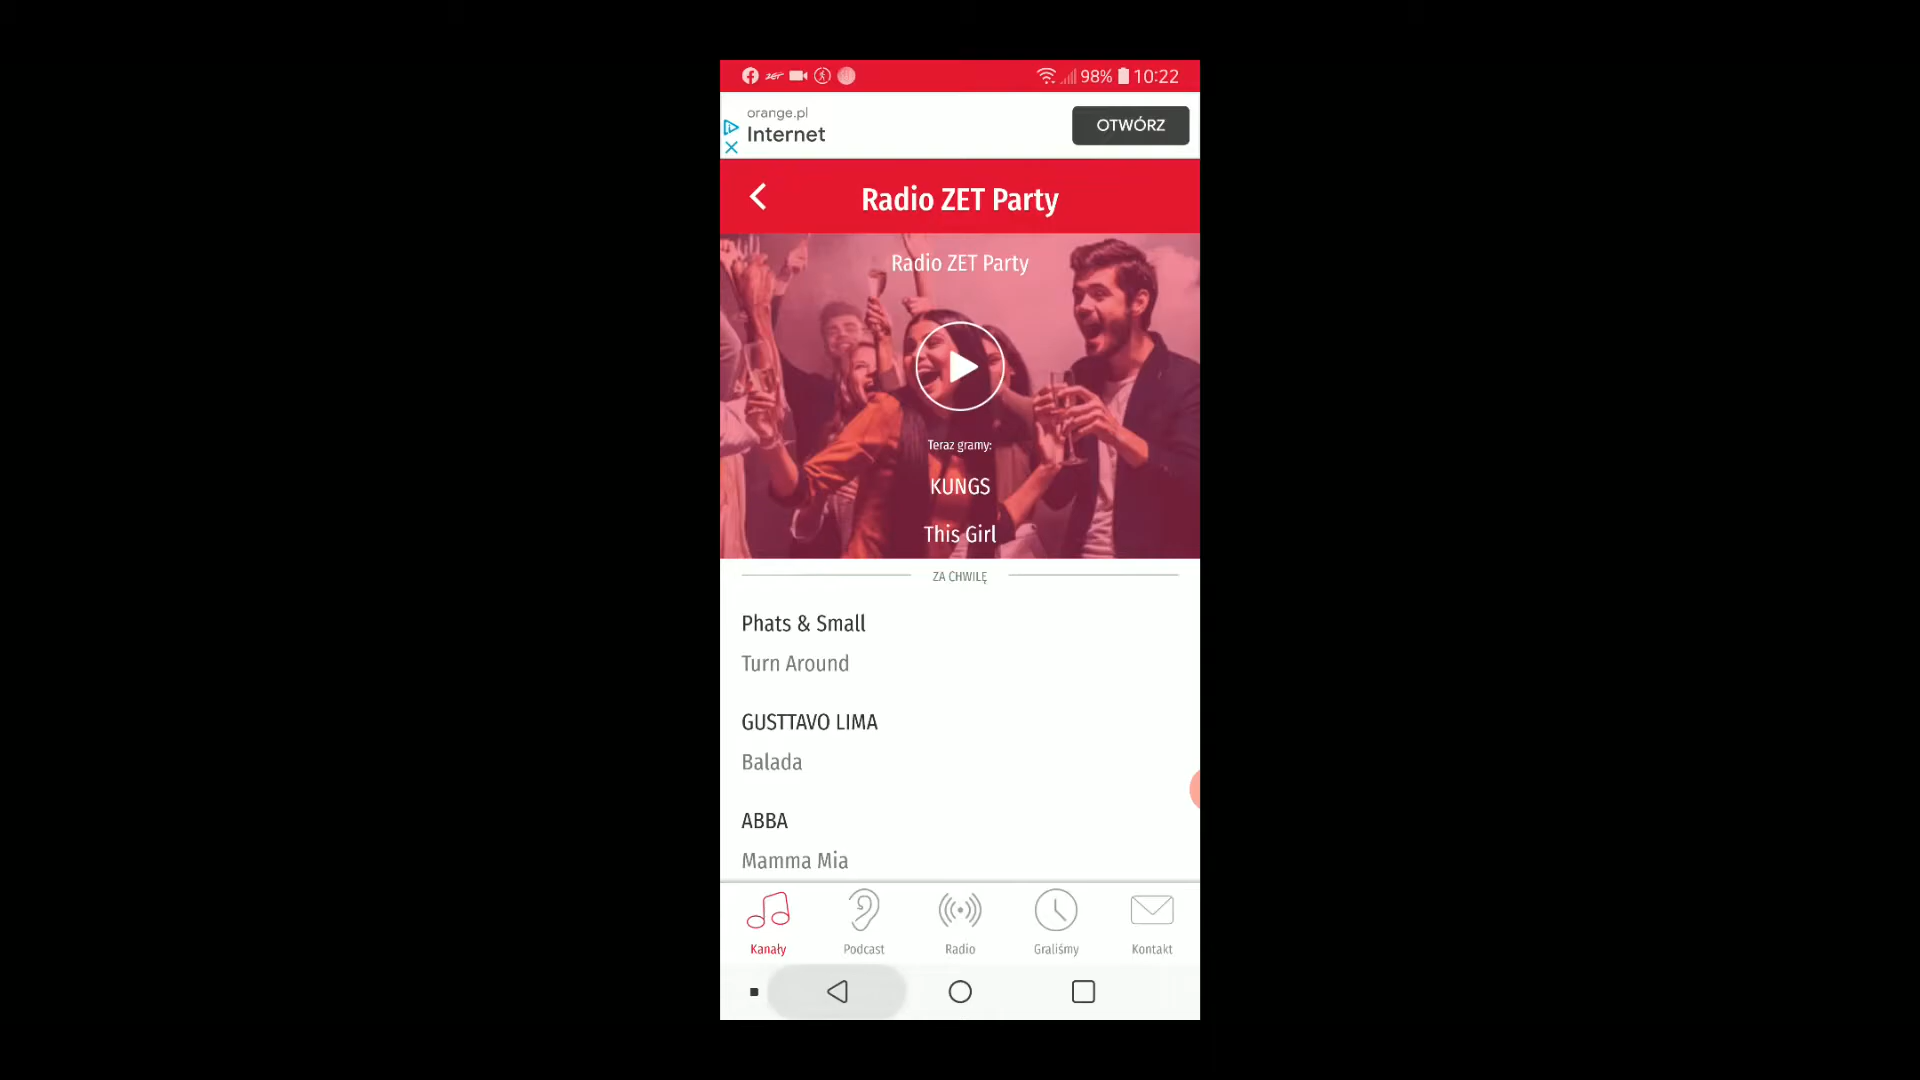 98% 10:22
orange.pl
Internet
OTWÓRZ
Radio ZET Party
Radio ZET Party
Teraz gramy:
KUNGS
This Girl
ZA CHWILĘ
Phats & Small
Turn Around
GUSTTAVO LIMA
Balada
ABBA
Mamma Mia
Kanały Podcast Radio Graliśmy Kontakt